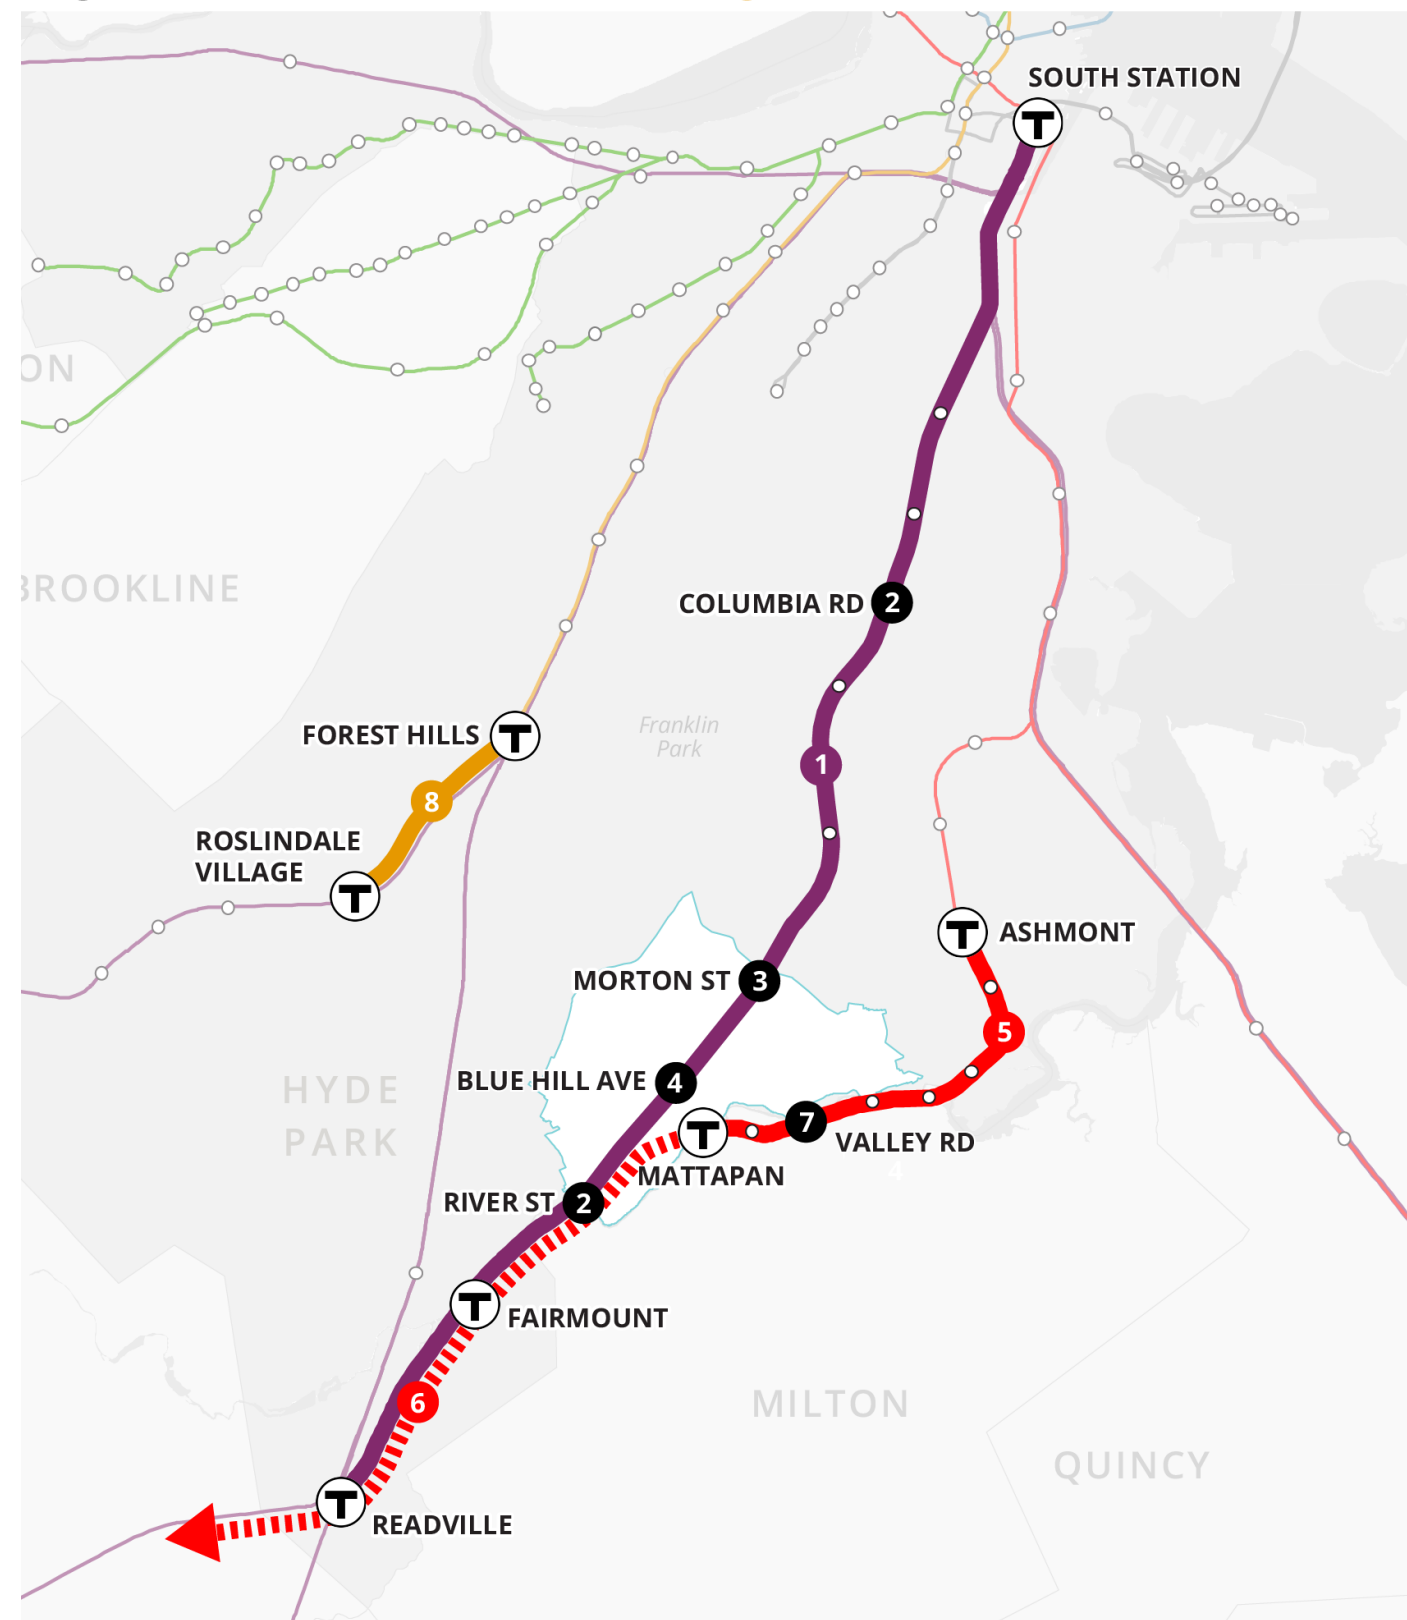 SOUTH STATION
T
ON
BROOKLINE
COLUMBIA RD
2
Franklin
Park
FOREST HILLS
T
1
8
ROSLINDALE
VILLAGE
T
T
ASHMONT
MORTON ST
3
5
BLUE HILL AVE
4
HYDE
PARK
7
VALLEY RD
4
T
MATTAPAN
RIVER ST
2
T
FAIRMOUNT
6
MILTON
QUINCY
T
READVILLE